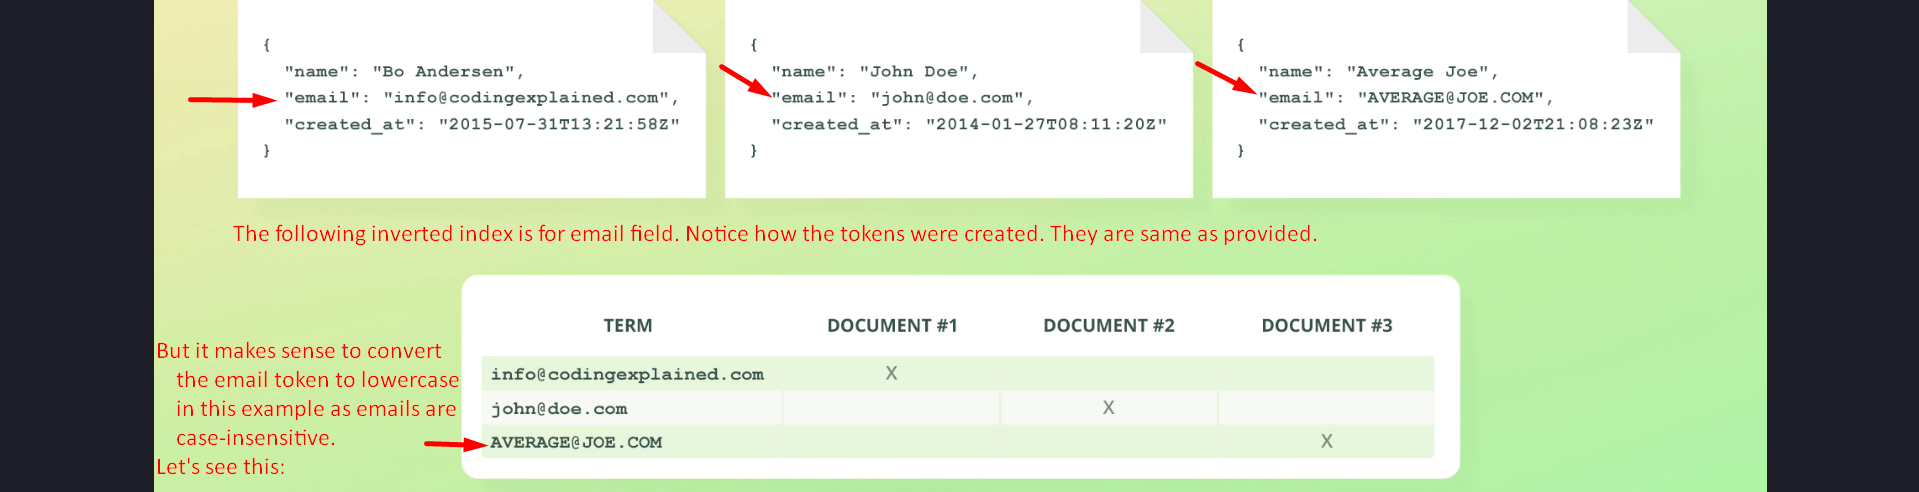 {
"name": "Bo Andersen",
"email": "info@codingexplained.com",
"created_at": "2015-07-31T13:21:58Z"
}
{
"name": "John Doe",
"email": "john@doe.com",
"created_at": "2014-01-27T08:11:20Z"
}
{
"name": "Average Joe",
"email": "AVERAGE@JOE.COM",
"created_at": "2017-12-02T21:08:23Z"
}
The following inverted index is for email field. Notice how the tokens were created. They are same as provided.
But it makes sense to convert
the email token to lowercase
in this example as emails are
case-insensitive.
Let's see this:
TERM DOCUMENT #1 DOCUMENT #2 DOCUMENT #3
info@codingexplained.com X
john@doe.com X
AVERAGE@JOE.COM X